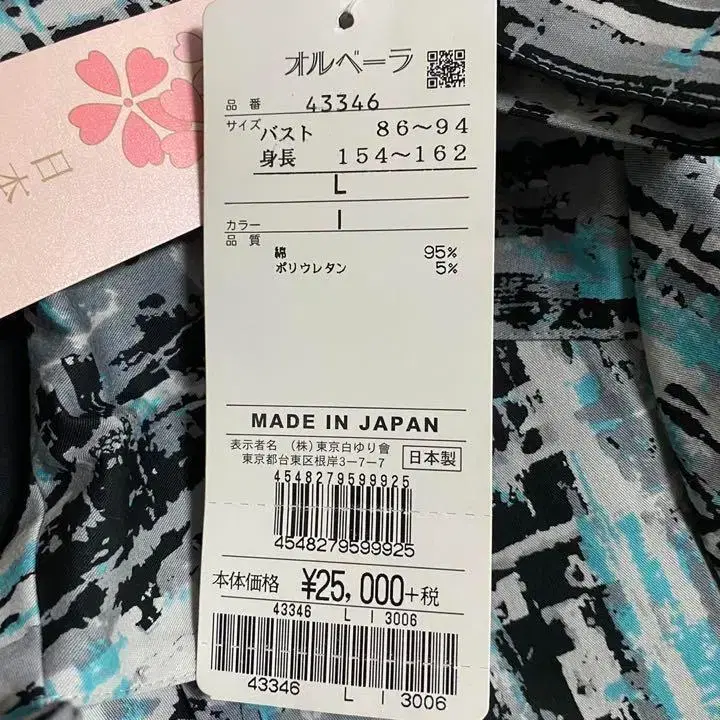 日本
オルベーラ
品番 43346
サイズ バスト 86～94
身長 154～162
L
カラー I
品質
綿 95%
ポリウレタン 5%
MADE IN JAPAN
表示者名 (株)東京白ゆり會
東京都台東区根岸3-7-7
日本製
4548279599925
4548279599925
本体価格 ¥25,000+税
43346 L I 3006
43346 L I 3006